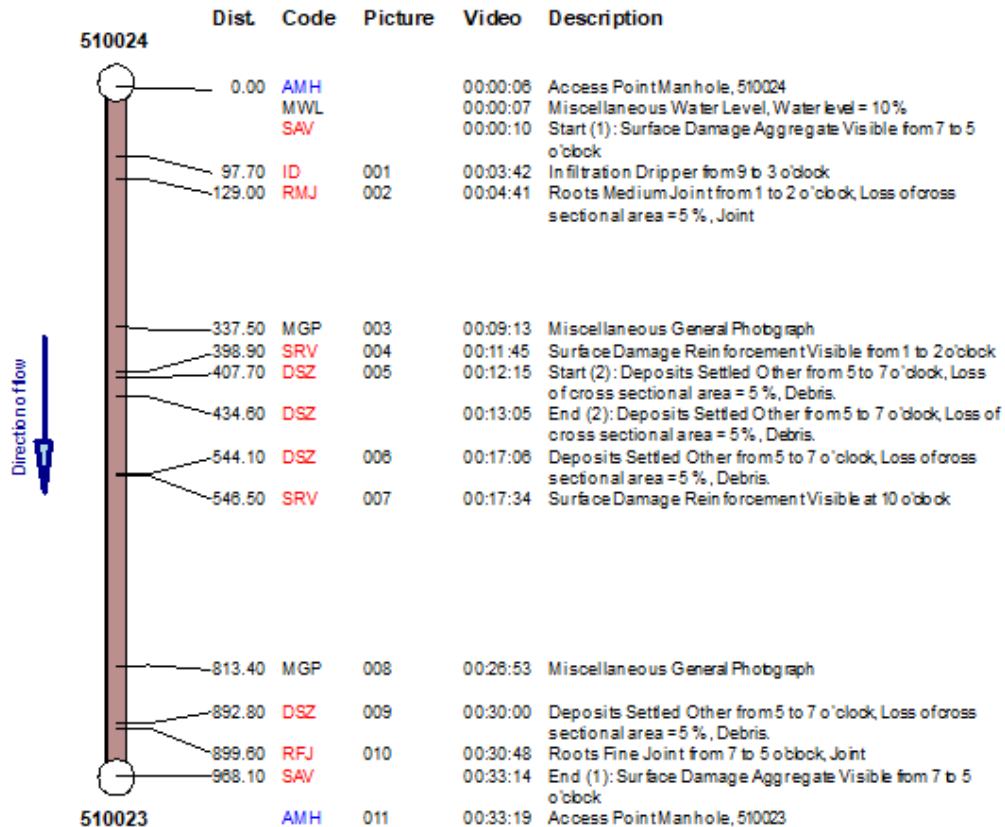 Dist. Code Picture Video Description
510024
0.00 AMH 00:00:06 Access Point Manhole, 510024
MWL 00:00:07 Miscellaneous Water Level, Water level = 10%
SAV 00:00:10 Start (1): Surface Damage Aggregate Visible from 7 to 5
o'clock
97.70 ID 001 00:03:42 Infiltration Dripper from 9 to 3 o'clock
129.00 RMJ 002 00:04:41 Roots Medium Joint from 1 to 2 o'clock, Loss of cross
sectional area = 5 %, Joint
337.50 MGP 003 00:09:13 Miscellaneous General Photograph
398.90 SRV 004 00:11:45 Surface Damage Reinforcement Visible from 1 to 2 o'clock
407.70 DSZ 005 00:12:15 Start (2): Deposits Settled Other from 5 to 7 o'clock, Loss
of cross sectional area = 5 %, Debris.
434.60 DSZ 00:13:05 End (2): Deposits Settled Other from 5 to 7 o'clock, Loss of
cross sectional area = 5%, Debris.
Direction of flow
544.10 DSZ 006 00:17:06 Deposits Settled Other from 5 to 7 o'clock, Loss of cross
sectional area = 5 %, Debris.
546.50 SRV 007 00:17:34 Surface Damage Reinforcement Visible at 10 o'clock
813.40 MGP 008 00:26:53 Miscellaneous General Photograph
892.80 DSZ 009 00:30:00 Deposits Settled Other from 5 to 7 o'clock, Loss of cross
sectional area = 5 %, Debris.
899.60 RFJ 010 00:30:48 Roots Fine Joint from 7 to 5 o'clock, Joint
968.10 SAV 00:33:14 End (1): Surface Damage Aggregate Visible from 7 to 5
o'clock
510023 AMH 011 00:33:19 Access Point Manhole, 510023